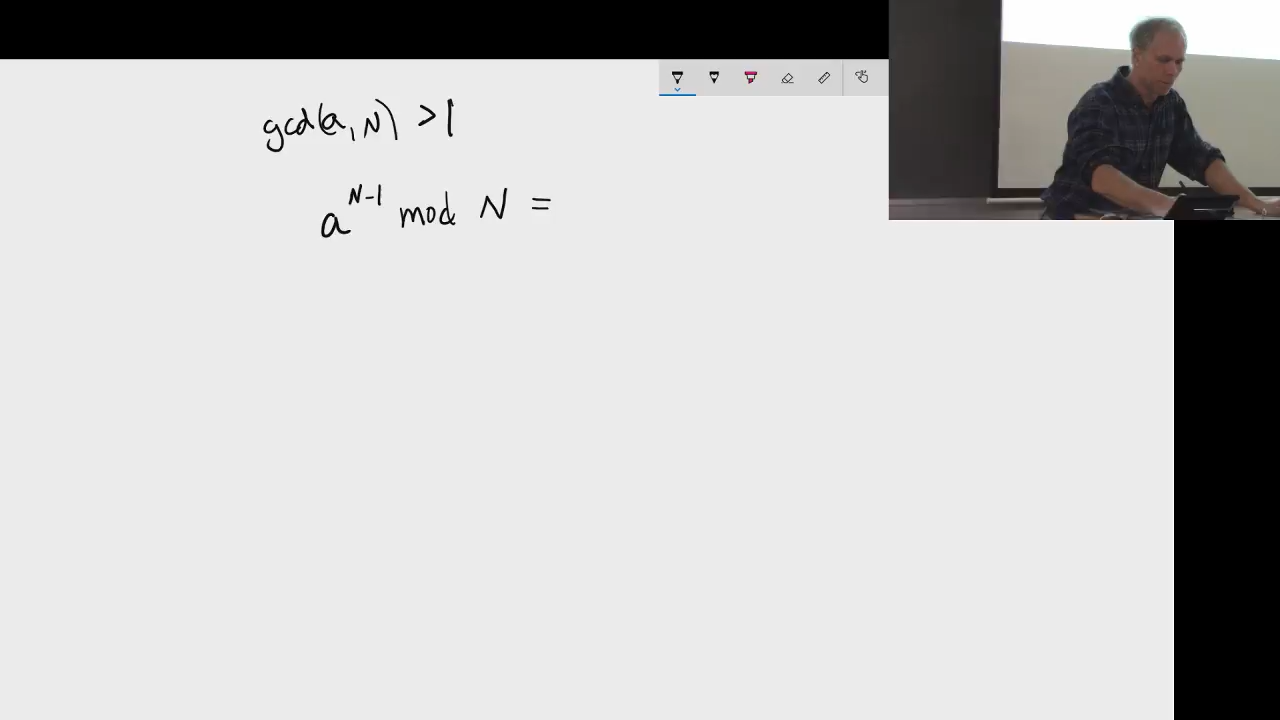 gcd(a, N) > 1
a^{N-1} mod N =